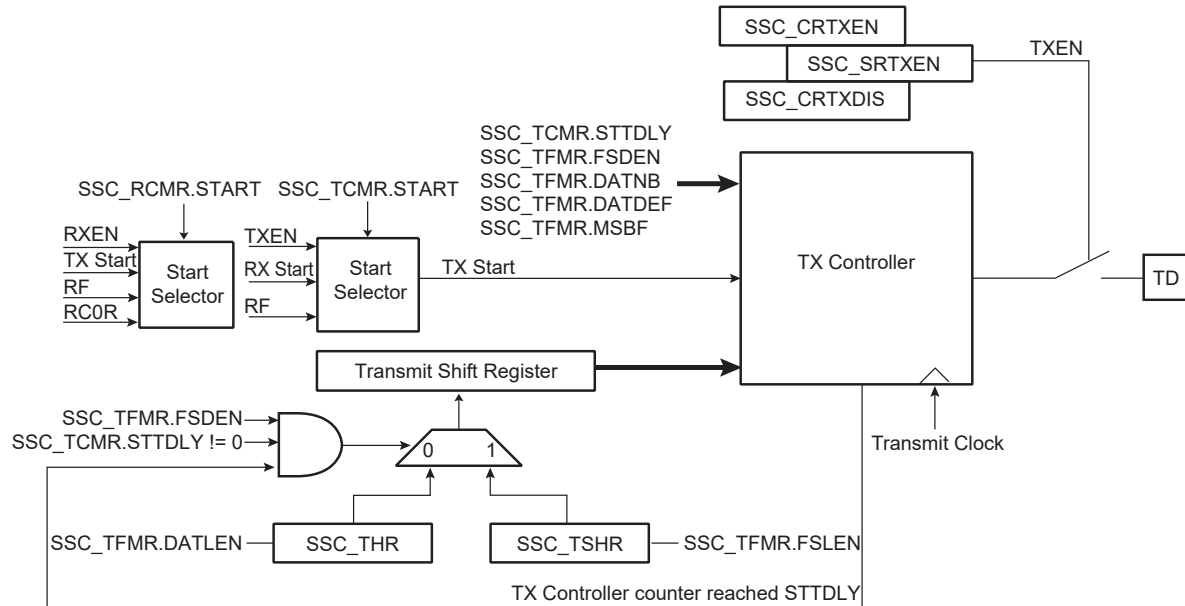 SSC_CRTXEN
SSC_SRTXEN
SSC_CRTXDIS
TXEN
SSC_TCMR.STTDLY
SSC_TFMR.FSDEN
SSC_TFMR.DATNB
SSC_TFMR.DATDEF
SSC_TFMR.MSBF
SSC_RCMR.START
SSC_TCMR.START
RXEN
TX Start
RF
RC0R
Start
Selector
TXEN
RX Start
RF
Start
Selector
TX Start
TX Controller
TD
Transmit Shift Register
SSC_TFMR.FSDEN
SSC_TCMR.STTDLY != 0
0
1
Transmit Clock
SSC_TFMR.DATLEN
SSC_THR
SSC_TSHR
SSC_TFMR.FSLEN
TX Controller counter reached STTDLY